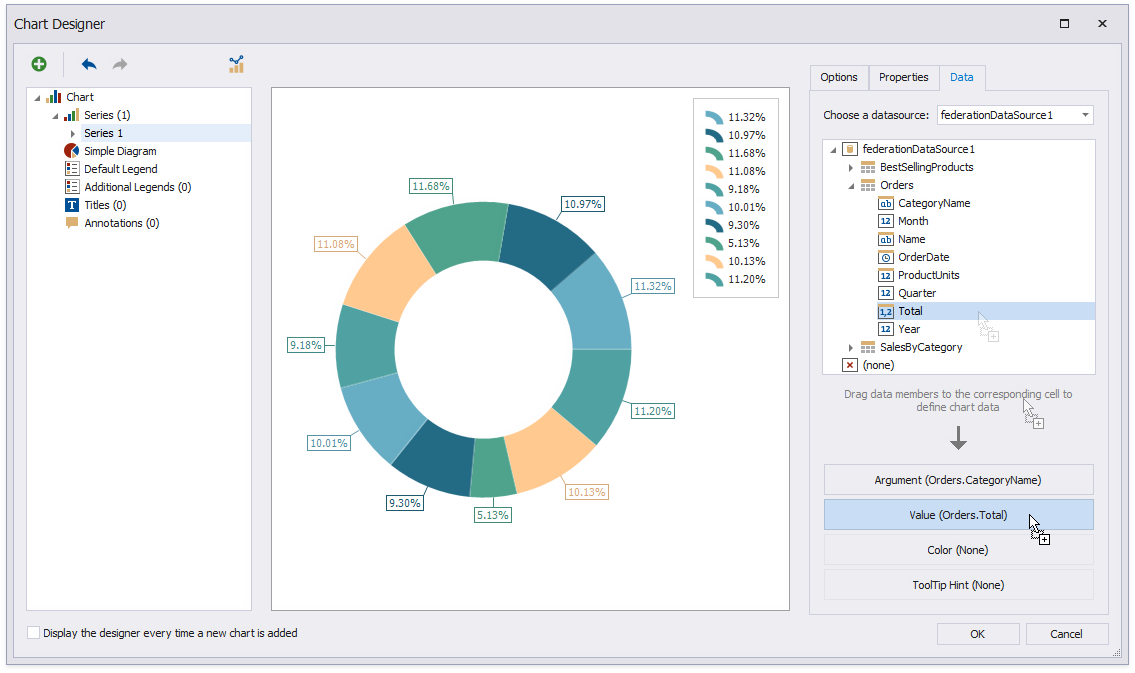 Chart Designer
Chart
Series (1)
Series 1
Simple Diagram
Default Legend
Additional Legends (0)
T
Titles (0)
Annotations (0)
11.68%
10.97%
11.08%
11.32%
9.18%
11.20%
10.01%
10.13%
9.30%
5.13%
11.32%
10.97%
11.68%
11.08%
9.18%
10.01%
9.30%
5.13%
10.13%
11.20%
Options
Properties
Data
Choose a datasource:
federationDataSource1
federationDataSource1
BestSellingProducts
Orders
ab CategoryName
12 Month
ab Name
OrderDate
12 ProductUnits
12 Quarter
1,2 Total
12 Year
SalesByCategory
(none)
Drag data members to the corresponding cell to
define chart data
Argument (Orders.CategoryName)
Value (Orders.Total)
Color (None)
ToolTip Hint (None)
Display the designer every time a new chart is added
OK
Cancel